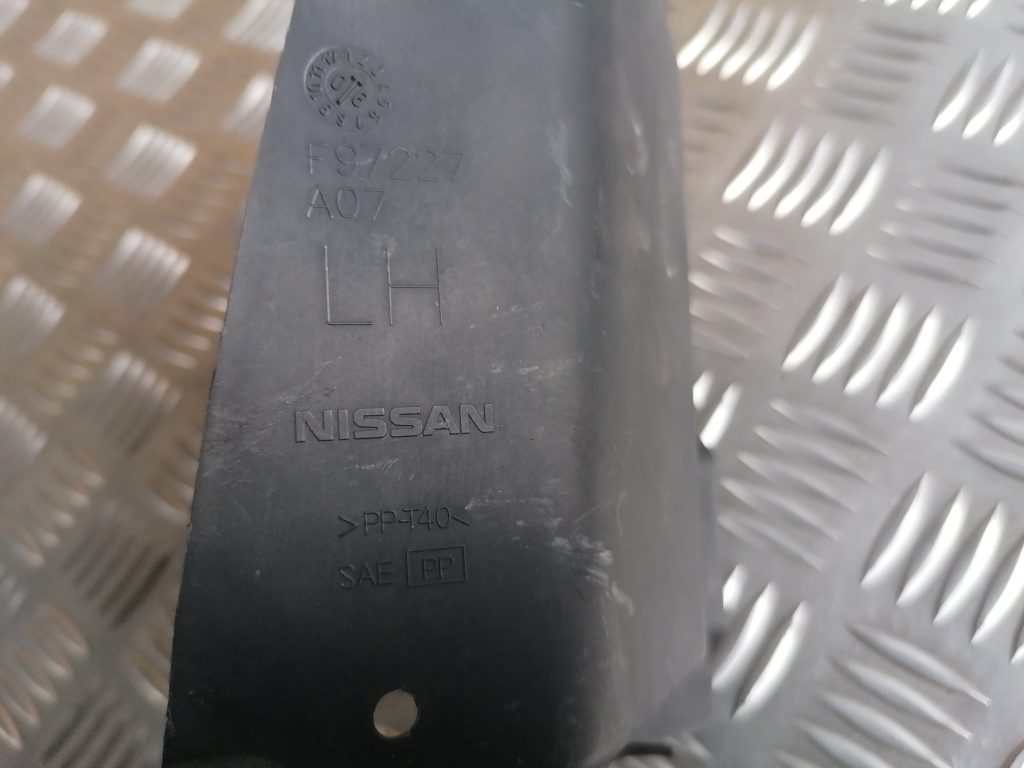 F97227
A07
LH
NISSAN
>PP-T40<
SAE PP